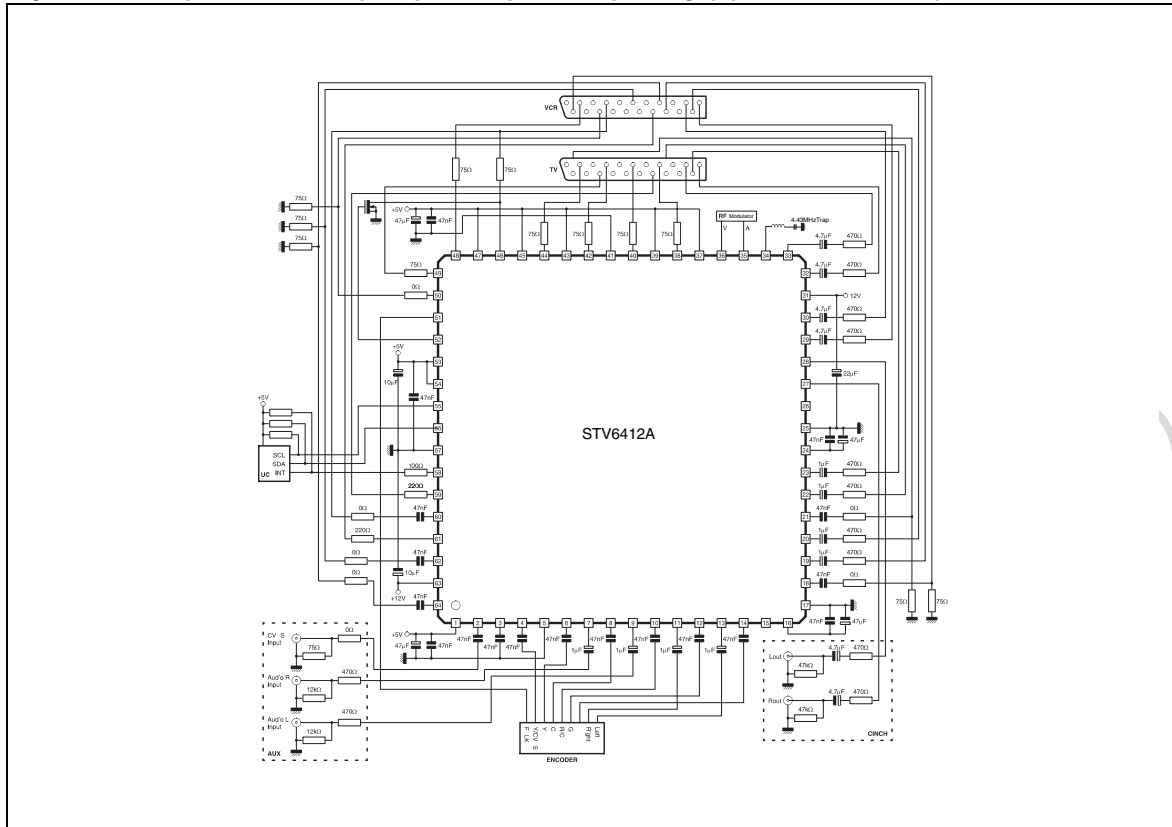 VCR
TV
75Ω 75Ω
75Ω
75Ω
75Ω
+5V
47µF 47nF
75Ω 75Ω 75Ω 75Ω
RF Modulator
V A
4.43MHzTrap
4.7µF 470Ω
48 47 46 45 44 43 42 41 40 39 38 37 36 35 34 33
75Ω 49
0Ω 50
51
52
+5V
53
10µF
54
47nF
55
56
57
100Ω 58
220Ω 59
0Ω 47nF 60
220Ω 61
0Ω 47nF 62
10µF 63
0Ω +12V 47nF 64
+5V
SCL
SDA
INT
UC
STV6412A
32 4.7µF 470Ω
31 12V
30 4.7µF 470Ω
29 4.7µF 470Ω
28
27 22µF
26
25
47nF 47µF
24
23 1µF 470Ω
22 1µF 470Ω
21 47nF 0Ω
20 1µF 470Ω
19 1µF 470Ω
18 47nF 0Ω
17
75Ω 75Ω
47nF 47µF
1 2 3 4 5 6 7 8 9 10 11 12 13 14 15 16
+5V
47µF 47nF 47nF 47nF 47nF 47nF 1µF 47nF 1µF 47nF 1µF 47nF 1µF 47nF
CV S
Input
0Ω
75Ω
Aud'o R
Input
470Ω
12kΩ
Aud'o L
Input
470Ω
12kΩ
AUX
F LK
Y/CV S
Y
C
R/C
G
Right
Left
ENCODER
Lout
4.7µF 470Ω
47kΩ
Rout
4.7µF 470Ω
47kΩ
CINCH